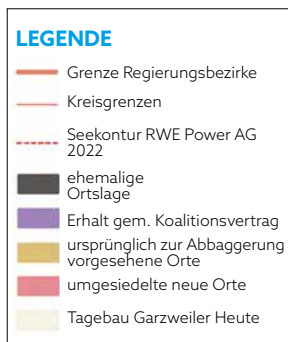 LEGENDE
Grenze Regierungsbezirke
Kreisgrenzen
Seekontur RWE Power AG
2022
ehemalige
Ortslage
Erhalt gem. Koalitionsvertrag
ursprünglich zur Abbaggerung
vorgesehene Orte
umgesiedelte neue Orte
Tagebau Garzweiler Heute